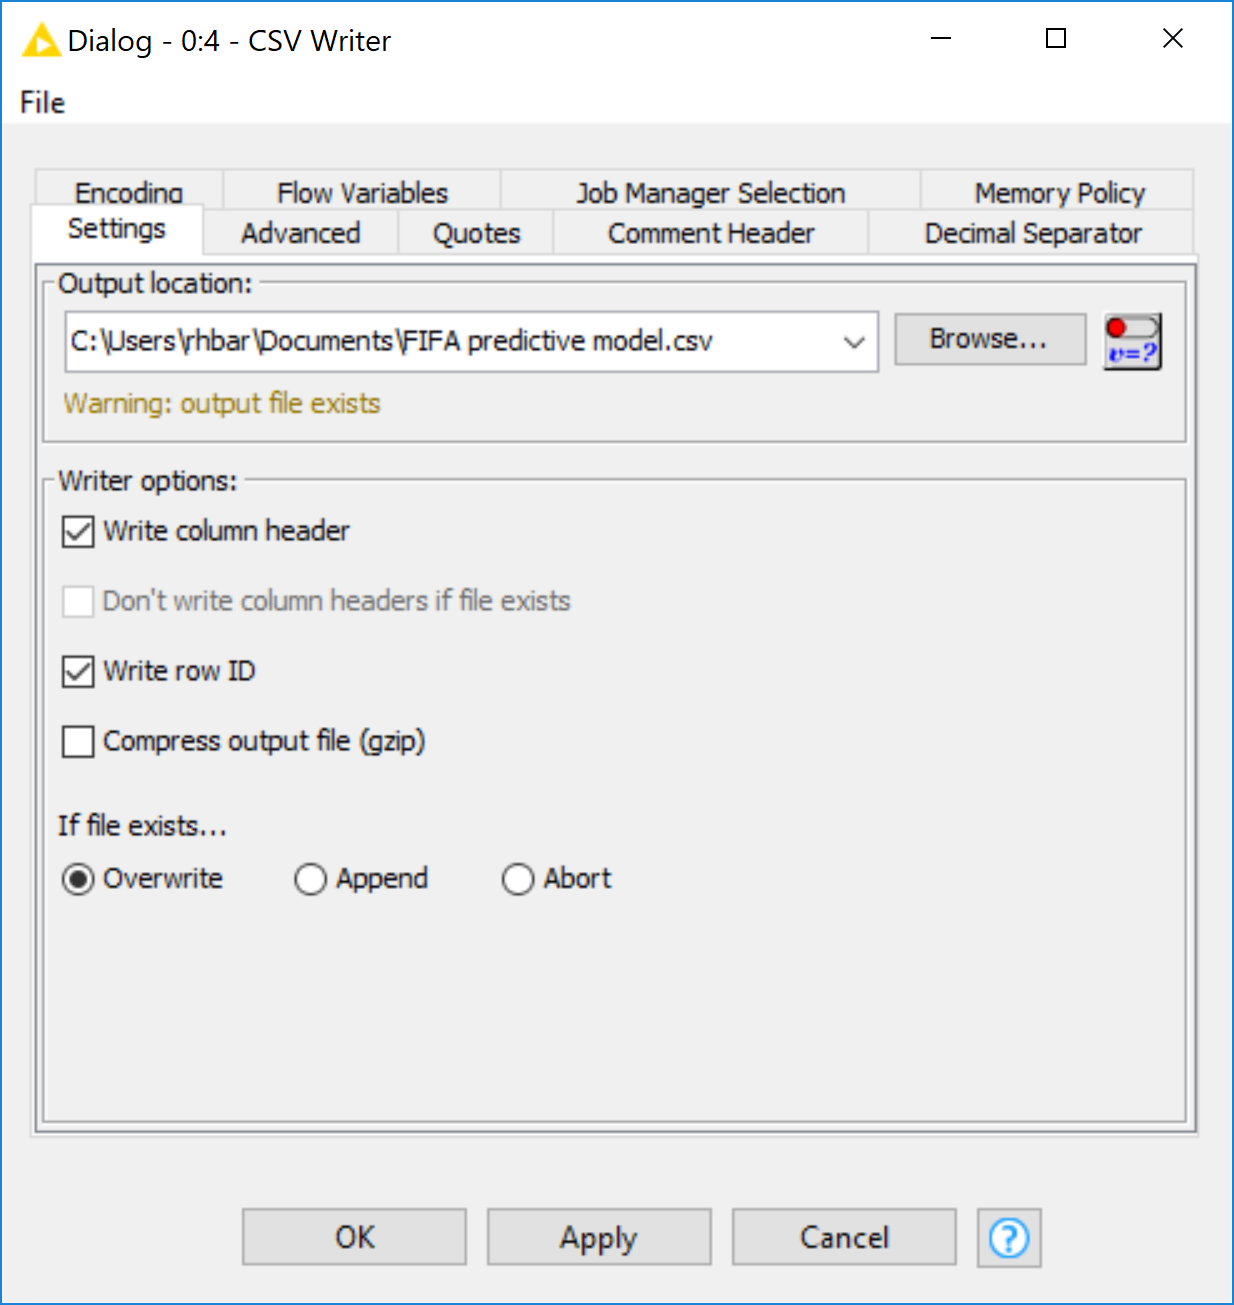 Dialog - 0:4 - CSV Writer
File
Encoding Flow Variables Job Manager Selection Memory Policy
Settings Advanced Quotes Comment Header Decimal Separator
Output location:
C:\Users\rhbar\Documents\FIFA predictive model.csv Browse... v=?
Warning: output file exists
Writer options:
Write column header
Don't write column headers if file exists
Write row ID
Compress output file (gzip)
If file exists...
Overwrite Append Abort
OK Apply Cancel ?